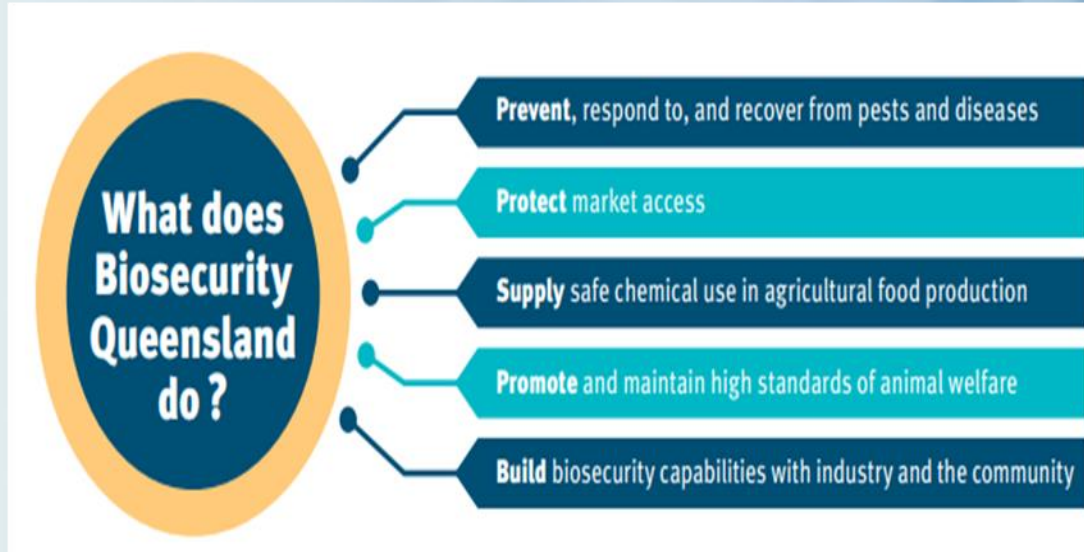 What does
Biosecurity
Queensland
do ?
Prevent, respond to, and recover from pests and diseases
Protect market access
Supply safe chemical use in agricultural food production
Promote and maintain high standards of animal welfare
Build biosecurity capabilities with industry and the community